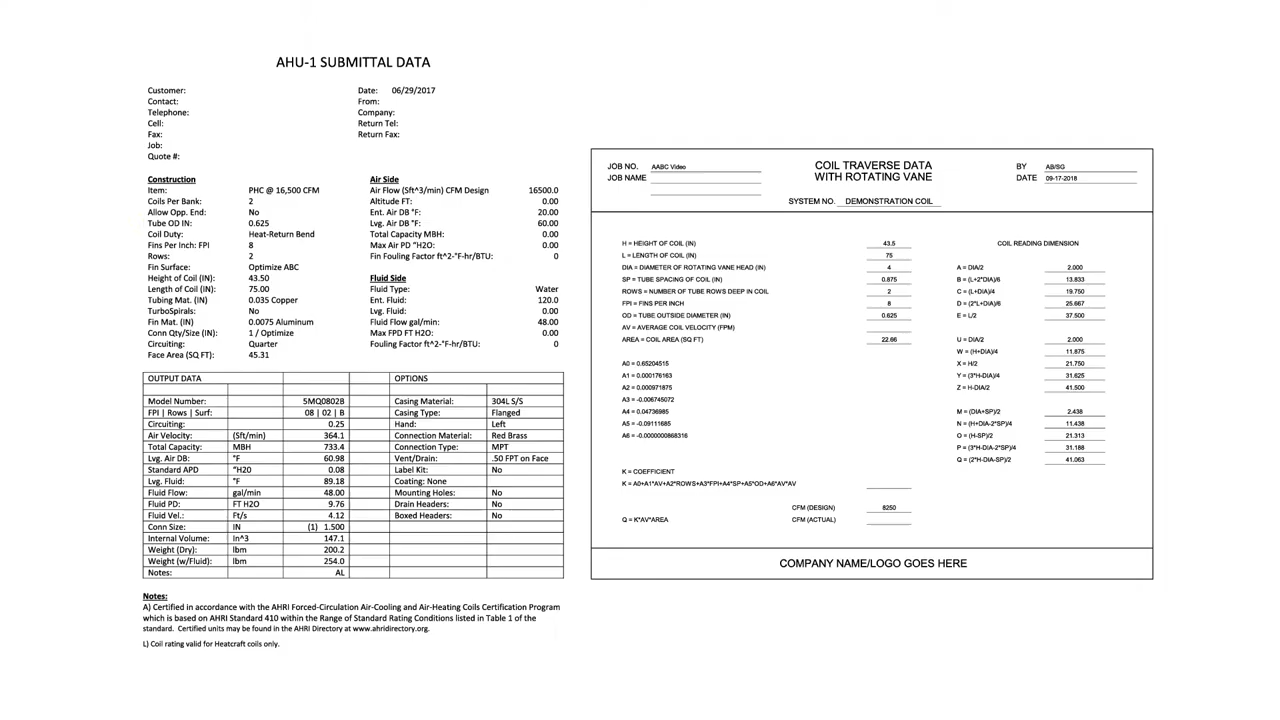 AHU-1 SUBMITTAL DATA
Customer:
Contact:
Telephone:
Cell:
Fax:
Job:
Quote #:
Date: 06/29/2017
From:
Company:
Return Tel:
Return Fax:
Construction
Item: PHC @ 16,500 CFM
Coils Per Bank: 2
Allow Opp. End: No
Tube OD IN: 0.625
Coil Duty: Heat-Return Bend
Fins Per Inch: FPI 8
Rows: 2
Fin Surface: Optimize ABC
Height of Coil (IN): 43.50
Length of Coil (IN): 75.00
Tubing Mat. (IN) 0.035 Copper
TurboSpirals: No
Fin Mat. (IN) 0.0075 Aluminum
Conn Qty/Size (IN): 1 / Optimize
Circuiting: Quarter
Face Area (SQ FT): 45.31
Air Side
Air Flow (Sft^3/min) CFM Design 16500.0
Altitude FT: 0.00
Ent. Air DB °F: 20.00
Lvg. Air DB °F: 60.00
Total Capacity MBH: 0.00
Max Air PD "H2O: 0.00
Fin Fouling Factor ft^2-°F-hr/BTU: 0
Fluid Side
Fluid Type: Water
Ent. Fluid: 120.0
Lvg. Fluid: 0.00
Fluid Flow gal/min: 48.00
Max FPD FT H2O: 0.00
Fouling Factor ft^2-°F-hr/BTU: 0
OUTPUT DATA OPTIONS
Model Number: 5MQ0802B Casing Material: 304L S/S
FPI | Rows | Surf: 08 | 02 | B Casing Type: Flanged
Circuiting: 0.25 Hand: Left
Air Velocity: (Sft/min) 364.1 Connection Material: Red Brass
Total Capacity: MBH 733.4 Connection Type: MPT
Lvg. Air DB: °F 60.98 Vent/Drain: .50 FPT on Face
Standard APD "H20 0.08 Label Kit: No
Lvg. Fluid: °F 89.18 Coating: None
Fluid Flow: gal/min 48.00 Mounting Holes: No
Fluid PD: FT H2O 9.76 Drain Headers: No
Fluid Vel.: Ft/s 4.12 Boxed Headers: No
Conn Size: IN (1) 1.500
Internal Volume: In^3 147.1
Weight (Dry): lbm 200.2
Weight (w/Fluid): lbm 254.0
Notes: AL
Notes:
A) Certified in accordance with the AHRI Forced-Circulation Air-Cooling and Air-Heating Coils Certification Program
which is based on AHRI Standard 410 within the Range of Standard Rating Conditions listed in Table 1 of the
standard. Certified units may be found in the AHRI Directory at www.ahridirectory.org.
L) Coil rating valid for Heatcraft coils only.
JOB NO. AABC Video
JOB NAME
COIL TRAVERSE DATA
WITH ROTATING VANE
BY AB/SG
DATE 09-17-2018
SYSTEM NO. DEMONSTRATION COIL
H = HEIGHT OF COIL (IN) 43.5
L = LENGTH OF COIL (IN) 75
DIA = DIAMETER OF ROTATING VANE HEAD (IN) 4
SP = TUBE SPACING OF COIL (IN) 0.875
ROWS = NUMBER OF TUBE ROWS DEEP IN COIL 2
FPI = FINS PER INCH 8
OD = TUBE OUTSIDE DIAMETER (IN) 0.625
AV = AVERAGE COIL VELOCITY (FPM)
AREA = COIL AREA (SQ FT) 22.66
A0 = 0.65204515
A1 = 0.000176163
A2 = 0.000971875
A3 = -0.006745072
A4 = 0.04736985
A5 = -0.09111685
A6 = -0.0000000868316
K = COEFFICIENT
K = A0+A1*AV+A2*ROWS+A3*FPI+A4*SP+A5*OD+A6*AV*AV
CFM (DESIGN) 8250
Q = K*AV*AREA CFM (ACTUAL)
COIL READING DIMENSION
A = DIA/2 2.000
B = (L+2*DIA)/6 13.833
C = (L+DIA)/4 19.750
D = (2*L+DIA)/6 25.667
E = L/2 37.500
U = DIA/2 2.000
W = (H+DIA)/4 11.875
X = H/2 21.750
Y = (3*H-DIA)/4 31.625
Z = H-DIA/2 41.500
M = (DIA+SP)/2 2.438
N = (H+DIA-2*SP)/4 11.438
O = (H-SP)/2 21.313
P = (3*H-DIA-2*SP)/4 31.188
Q = (2*H-DIA-SP)/2 41.063
COMPANY NAME/LOGO GOES HERE